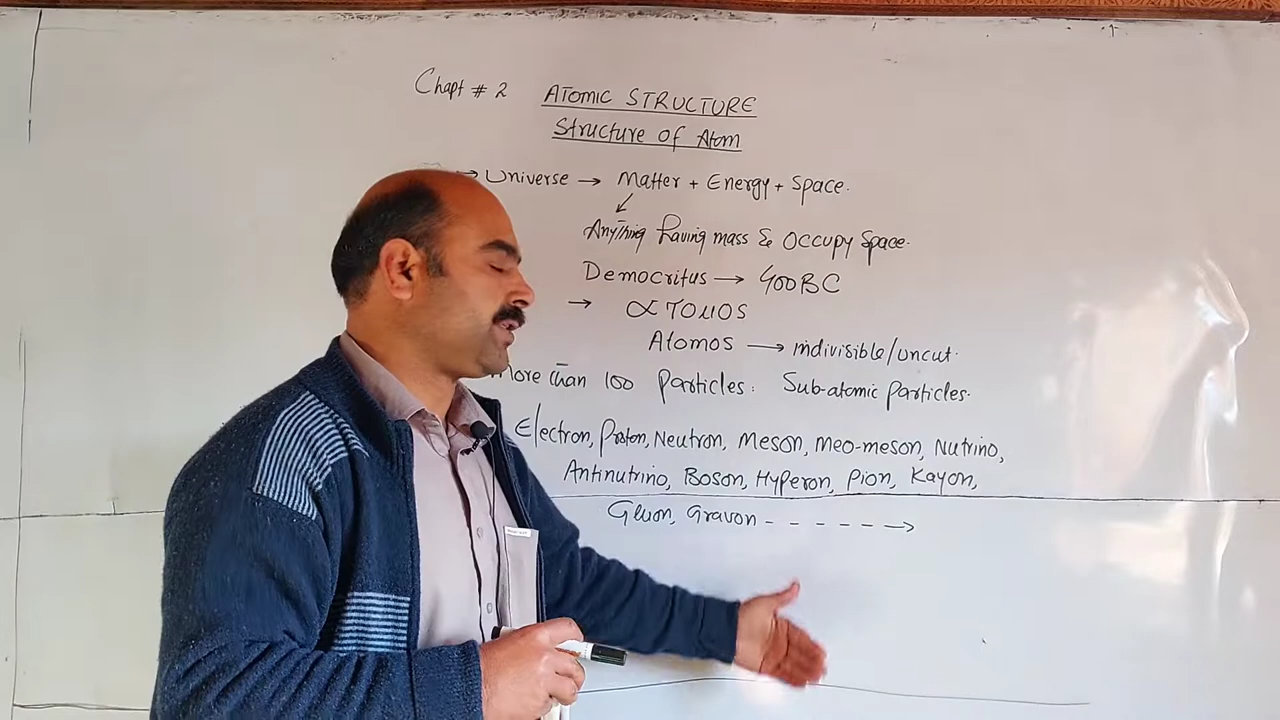 Chapt # 2 ATOMIC STRUCTURE
Structure of Atom
→ Universe → Matter + Energy + Space.
Anything having mass & Occupy Space.
Democritus → 400BC
→ ∝TOMOS
Atomos → indivisible/uncut.
More than 100 Particles: Sub-atomic particles.
Electron, Proton, Neutron, Meson, Meo-meson, Nutrino,
Antinutrino, Boson, Hyperon, Pion, Kayon,
Gluon, Gravon - - - - - - →